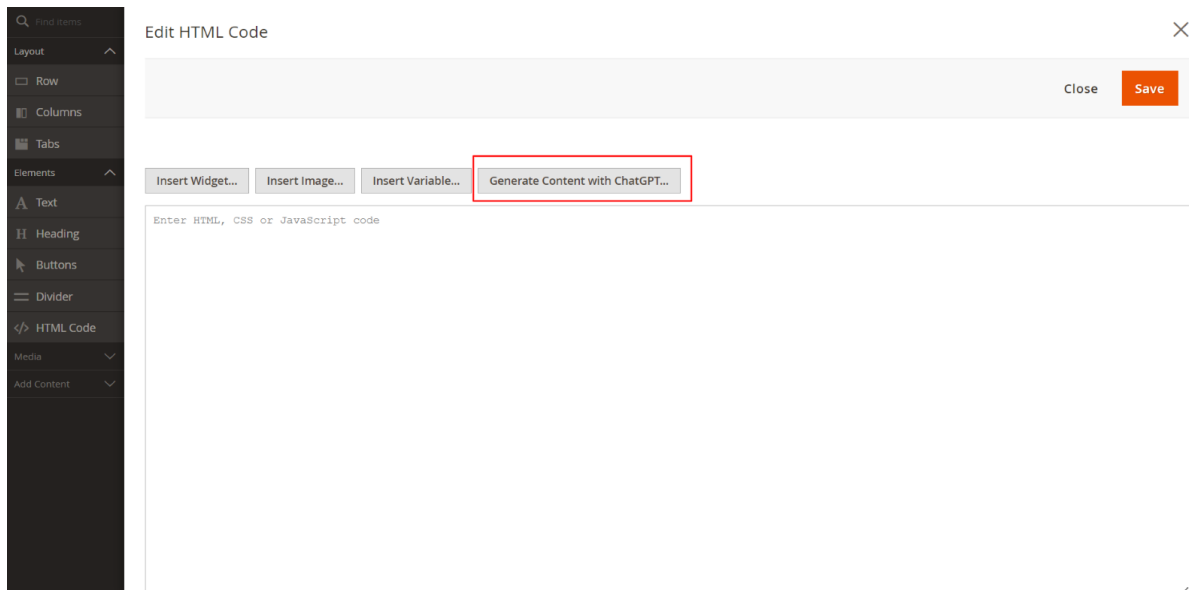 Find items
Layout
Row
Columns
Tabs
Elements
Text
Heading
Buttons
Divider
HTML Code
Media
Add Content
Edit HTML Code
Close Save
Insert Widget... Insert Image... Insert Variable... Generate Content with ChatGPT...
Enter HTML, CSS or JavaScript code